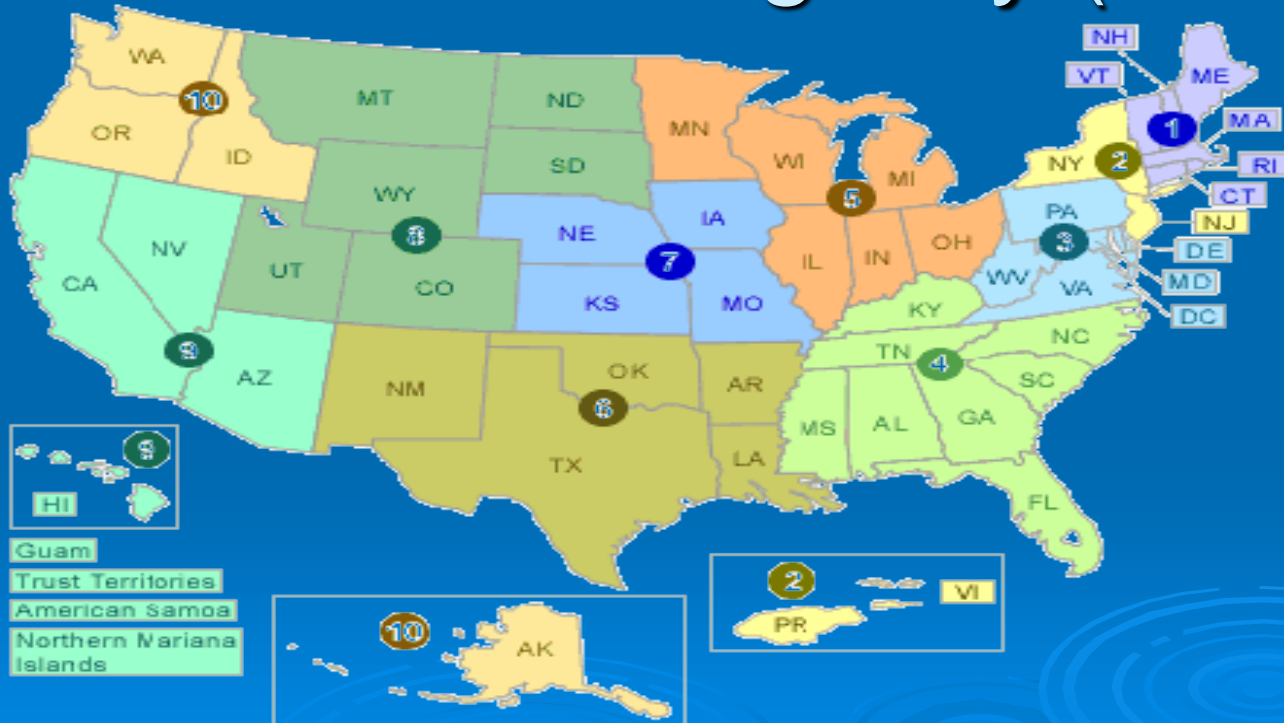 WA
MT
ND
MN
OR
ID
10
SD
WI
MI
5
NH
VT
ME
MA
1
RI
CT
NY
2
NJ
WY
8
NE
IA
7
PA
3
DE
MD
DC
NV
UT
CO
KS
MO
IL
IN
OH
WV
VA
CA
9
AZ
NM
OK
6
AR
KY
TN
4
NC
SC
TX
LA
MS
AL
GA
FL
9
HI
Guam
Trust Territories
American Samoa
Northern Mariana
Islands
10
AK
2
VI
PR